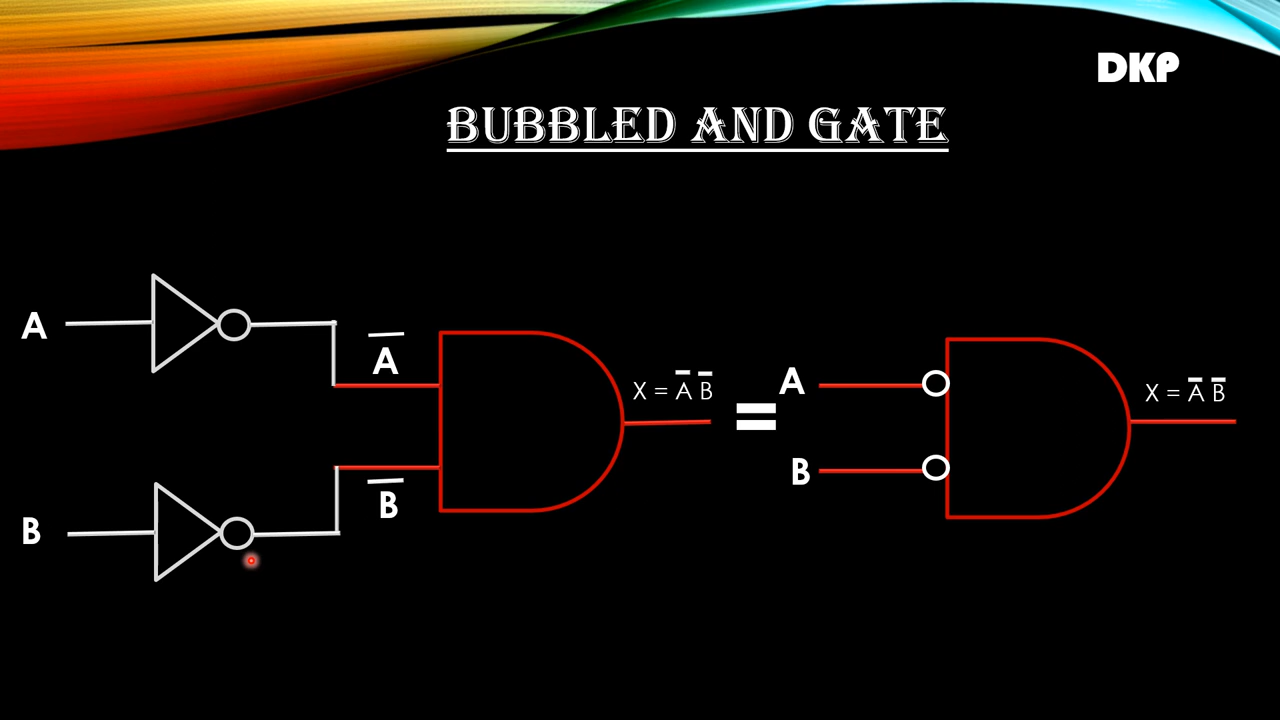 DKP
BUBBLED AND GATE
A
A̅
X = A̅ B̅
=
A
X = A̅ B̅
B
B̅
B